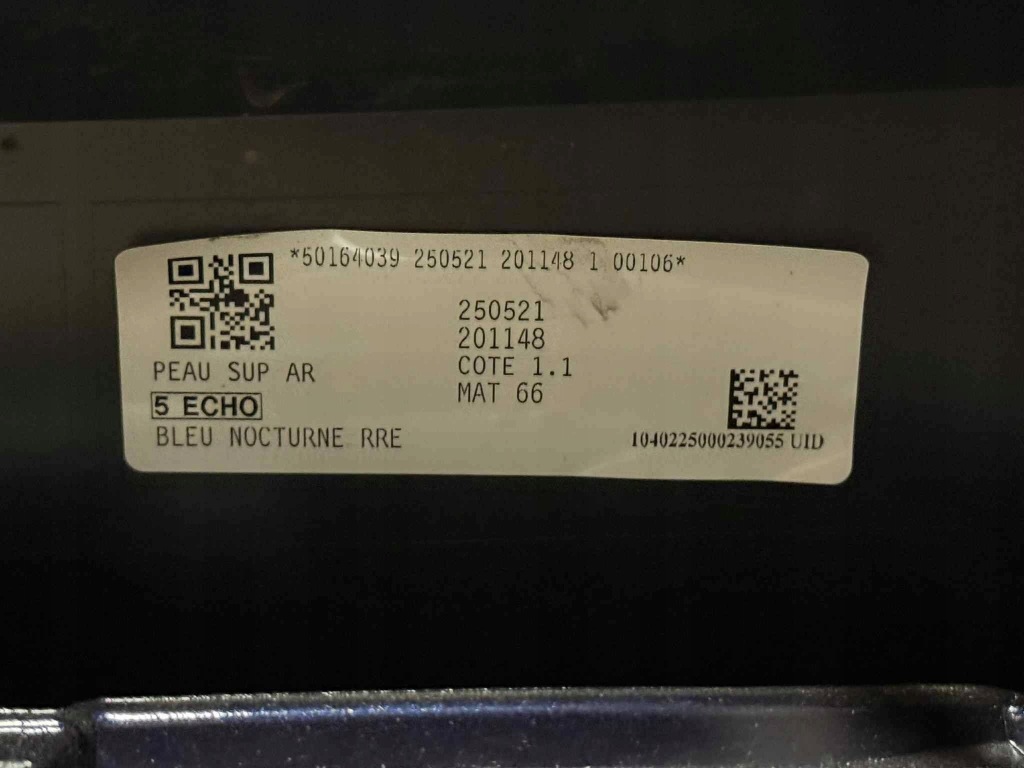 *50164039 250521 201148 1 00106*
250521
201148
COTE 1.1
MAT 66
PEAU SUP AR
5 ECHO
BLEU NOCTURNE RRE
1040225000239055 UID